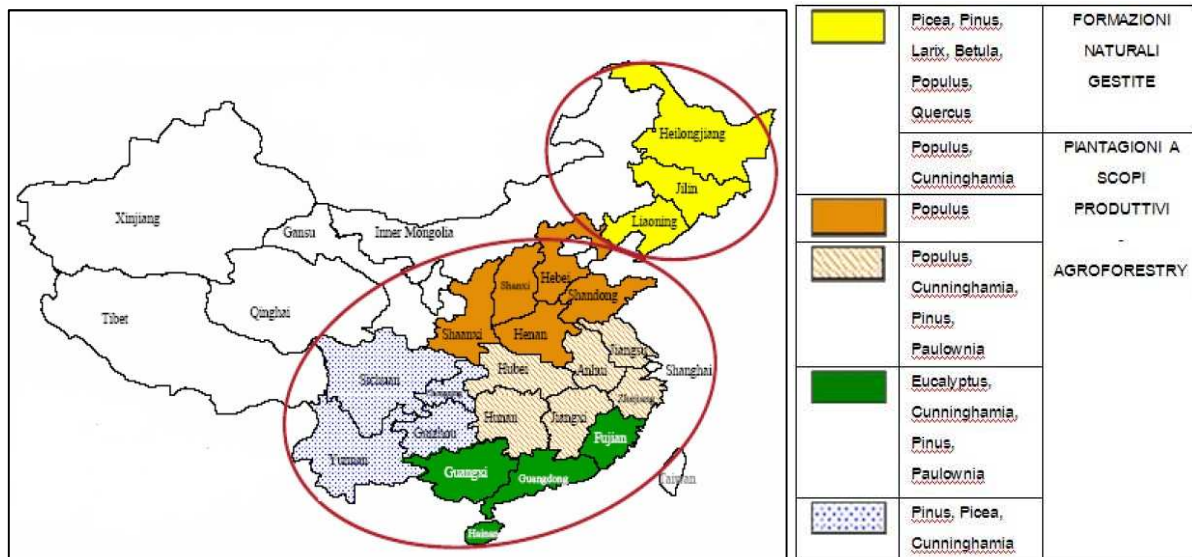 Heilongjiang
Jilin
Liaoning
Xinjiang
Gansu
Inner Mongolia
Hebei
Shanxi
Shandong
Qinghai
Tibet
Shaanxi
Henan
Jiangsu
Shanghai
Hubei
Anhui
Sichuan
Zhejiang
Hunan
Jiangxi
Guizhou
Fujian
Yunnan
Guangxi
Guangdong
Taiwan
Hainan
Picea, Pinus,
Larix, Betula,
Populus,
Quercus
FORMAZIONI
NATURALI
GESTITE
Populus,
Cunninghamia
PIANTAGIONI A
SCOPI
PRODUTTIVI
-
AGROFORESTRY
Populus
Populus,
Cunninghamia,
Pinus,
Paulownia
Eucalyptus,
Cunninghamia,
Pinus,
Paulownia
Pinus, Picea,
Cunninghamia